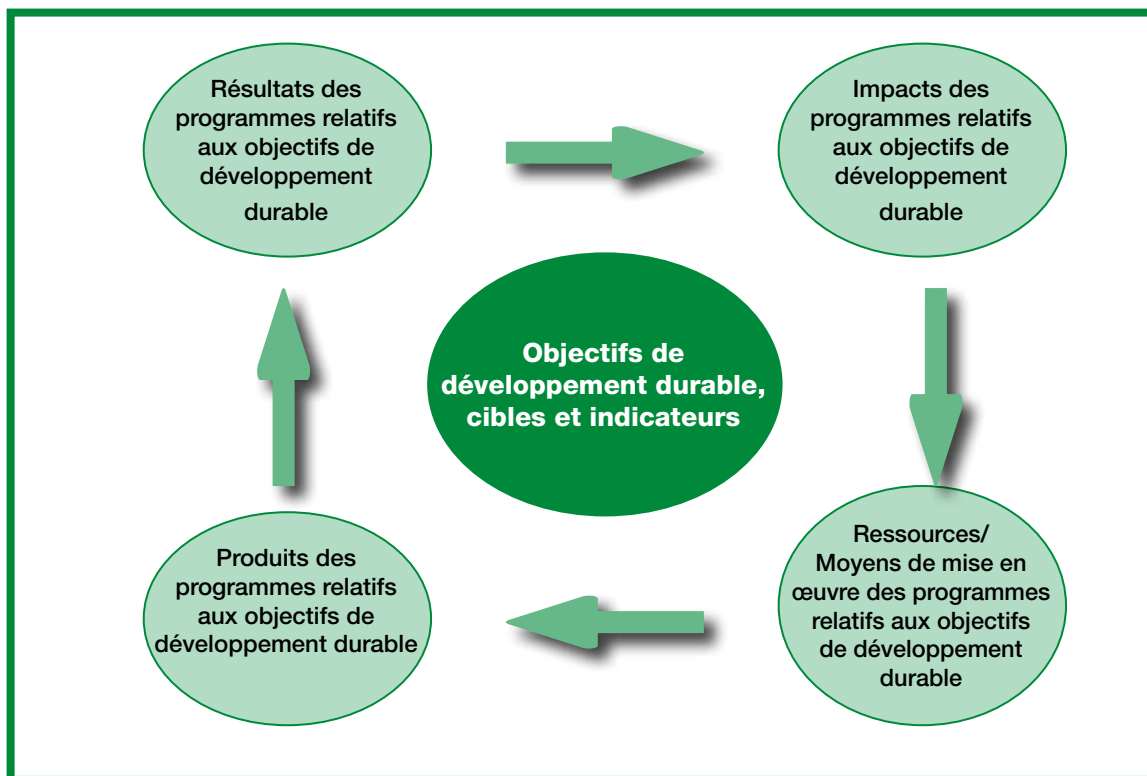 Résultats des
programmes relatifs
aux objectifs de
développement
durable
Impacts des
programmes relatifs
aux objectifs de
développement
durable
Objectifs de
développement durable,
cibles et indicateurs
Produits des
programmes relatifs
aux objectifs de
développement durable
Ressources/
Moyens de mise en
œuvre des programmes
relatifs aux objectifs
de développement
durable